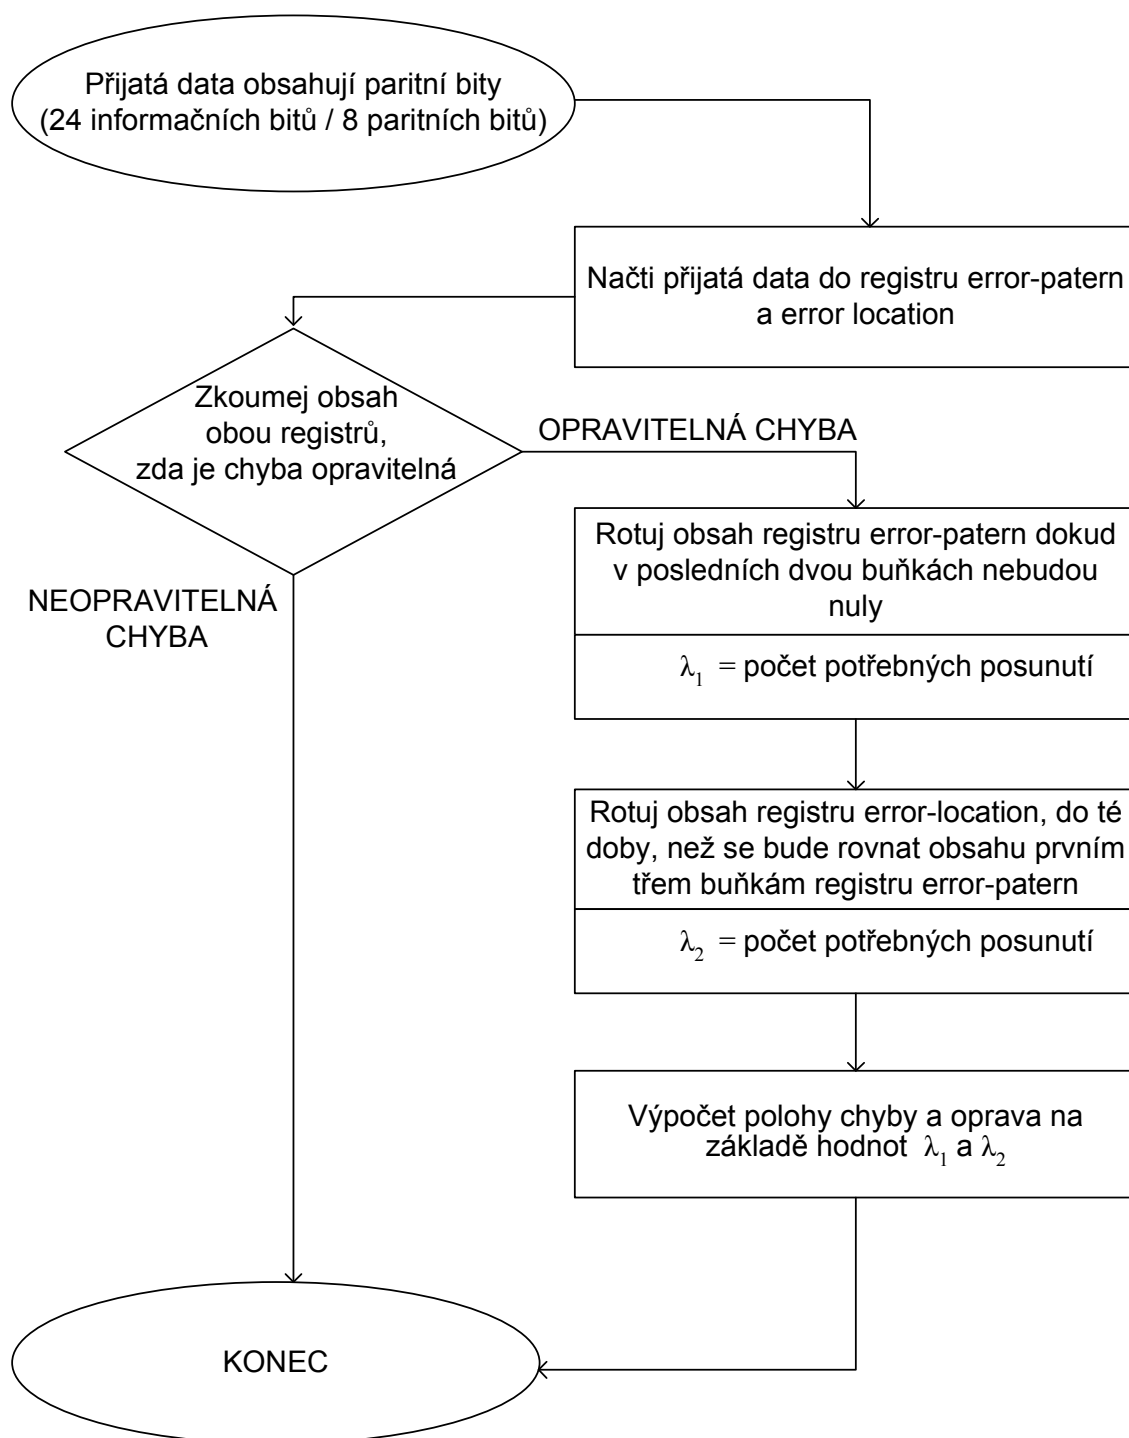 Přijatá data obsahují paritní bity
(24 informačních bitů / 8 paritních bitů)
Načti přijatá data do registru error-patern
a error location
Zkoumej obsah
obou registrů,
zda je chyba opravitelná
OPRAVITELNÁ CHYBA
NEOPRAVITELNÁ
CHYBA
Rotuj obsah registru error-patern dokud
v posledních dvou buňkách nebudou
nuly
λ₁ = počet potřebných posunutí
Rotuj obsah registru error-location, do té
doby, než se bude rovnat obsahu prvním
třem buňkám registru error-patern
λ₂ = počet potřebných posunutí
Výpočet polohy chyby a oprava na
základě hodnot λ₁ a λ₂
KONEC